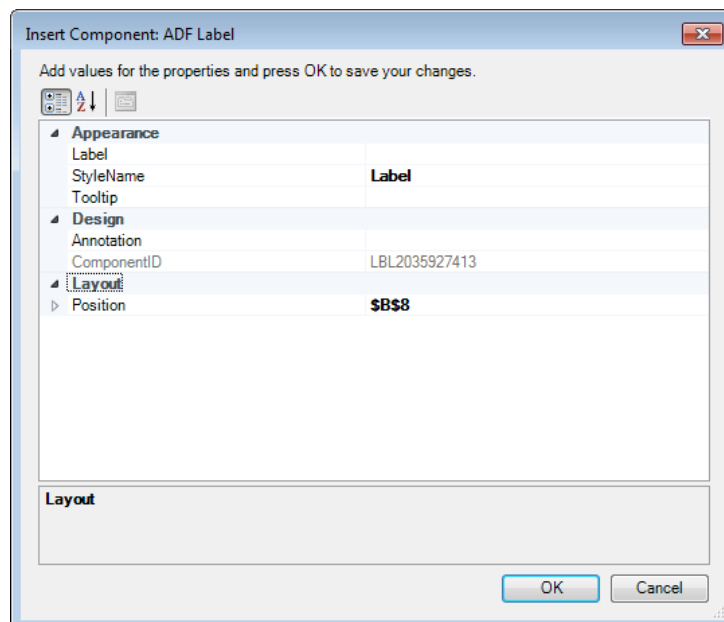 Insert Component: ADF Label
Add values for the properties and press OK to save your changes.
Appearance
Label
StyleName Label
Tooltip
Design
Annotation
ComponentID LBL2035927413
Layout
Position $B$8
Layout
OK Cancel